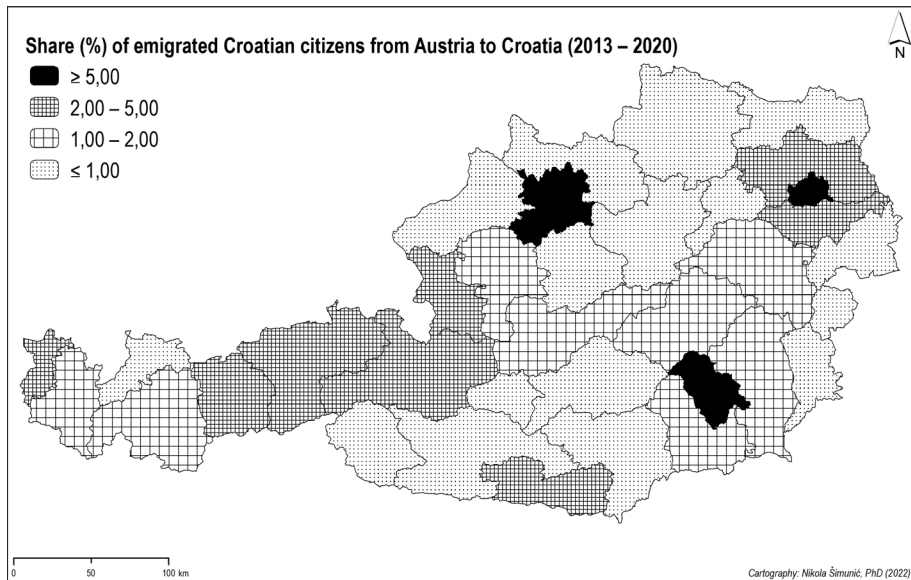 Share (%) of emigrated Croatian citizens from Austria to Croatia (2013 – 2020)
≥ 5,00
2,00 – 5,00
1,00 – 2,00
≤ 1,00
N
0 50 100 km
Cartography: Nikola Šimunić, PhD (2022)